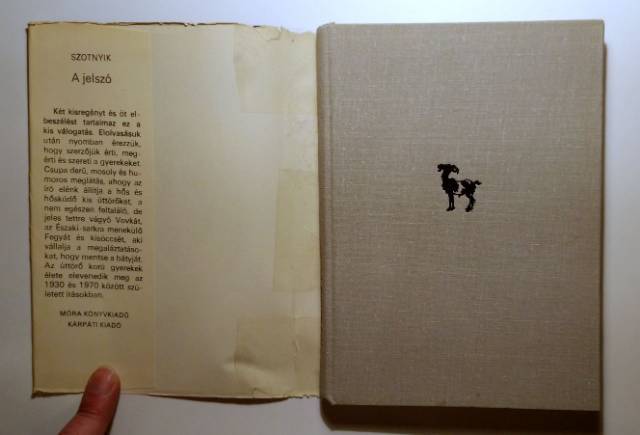 SZOTNYIK
A jelszó
Két kisregényt és öt el-
beszélést tartalmaz ez a
kis válogatás. Elolvasásuk
után nyomban érezzük,
hogy szerzőjük érti, meg-
érti és szereti a gyerekeket.
Csupa derű, mosoly és hu-
moros meglátás, ahogy az
író elénk állítja a hős és
hősködő kis úttörőket, a
nem egészen feltaláló, de
jeles tettre vágyó Vovkát,
az Északi-sarkra menekülő
Fegyát és kisöccsét, aki
vállalja a megaláztatáso-
kat, hogy mentse a bátyját.
Az úttörő korú gyerekek
élete elevenedik meg az
1930 és 1970 között szü-
letett írásokban.
MÓRA KÖNYVKIADÓ
KÁRPÁTI KIADÓ